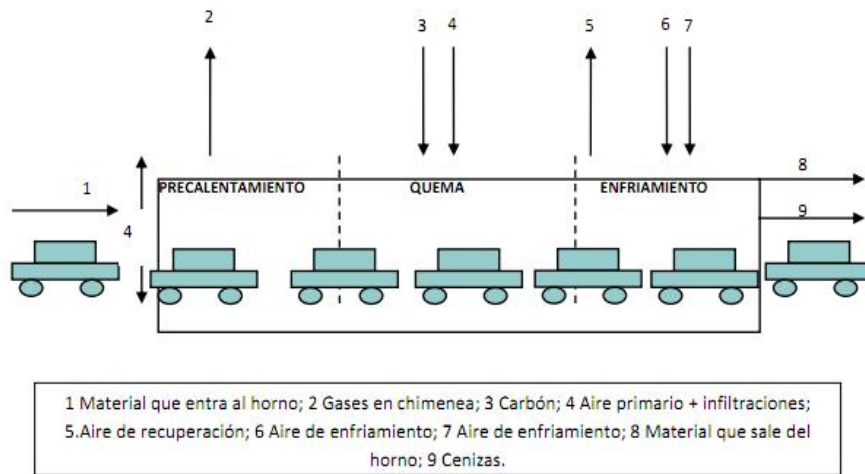 2 3 4 5 6 7
1 PRECALENTAMIENTO QUEMA ENFRIAMIENTO 8
4 9
1 Material que entra al horno; 2 Gases en chimenea; 3 Carbón; 4 Aire primario + infiltraciones;
5.Aire de recuperación; 6 Aire de enfriamiento; 7 Aire de enfriamiento; 8 Material que sale del
horno; 9 Cenizas.